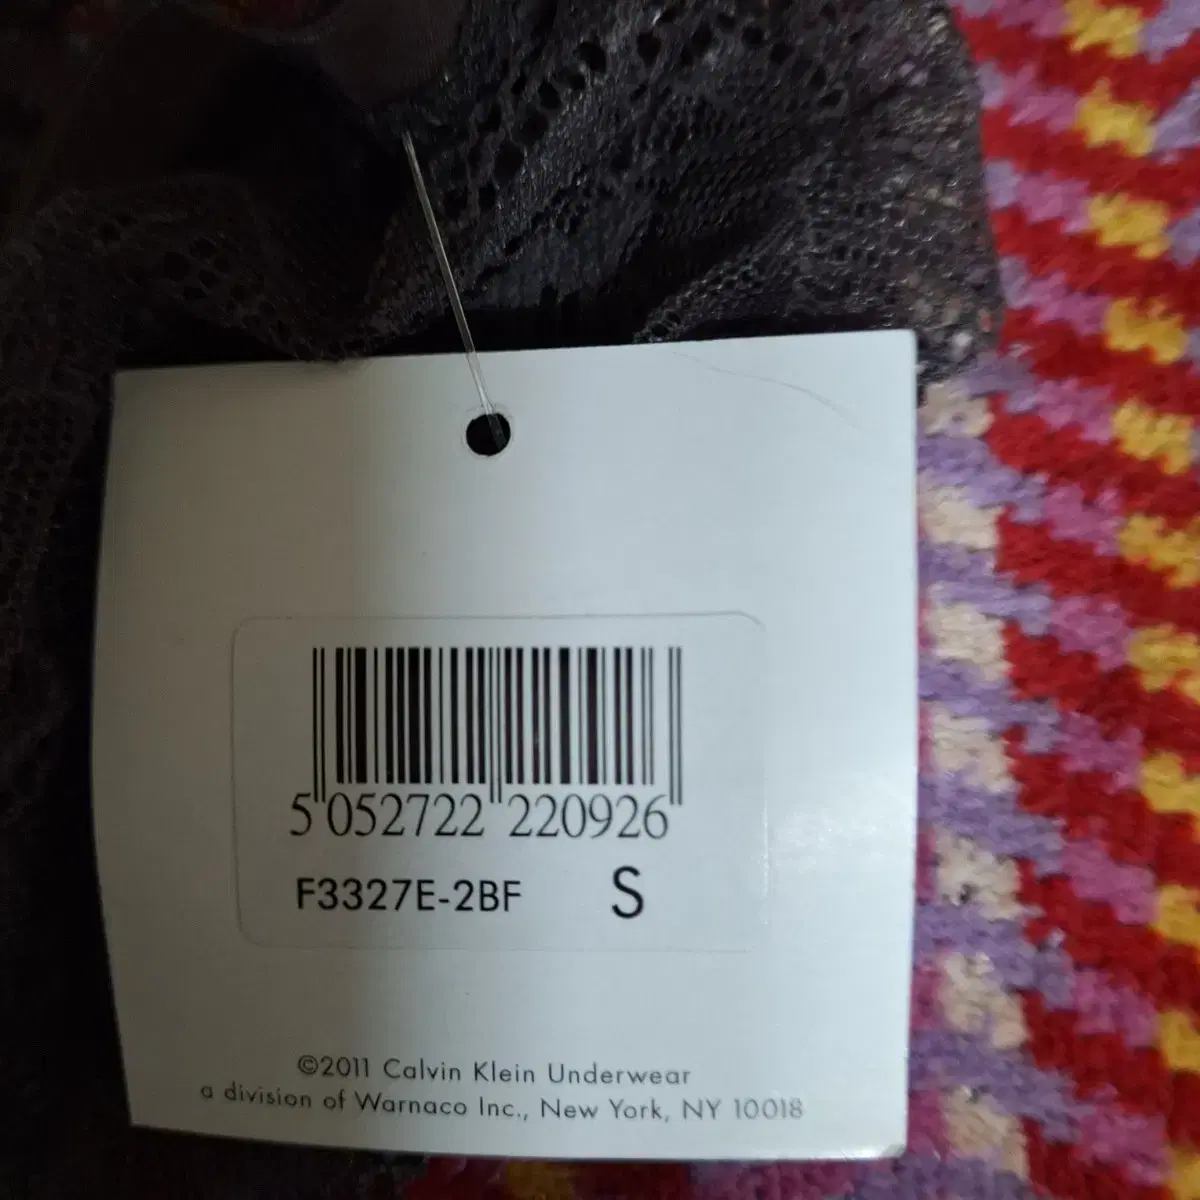 5 052722 220926
F3327E-2BF S
©2011 Calvin Klein Underwear
a division of Warnaco Inc., New York, NY 10018